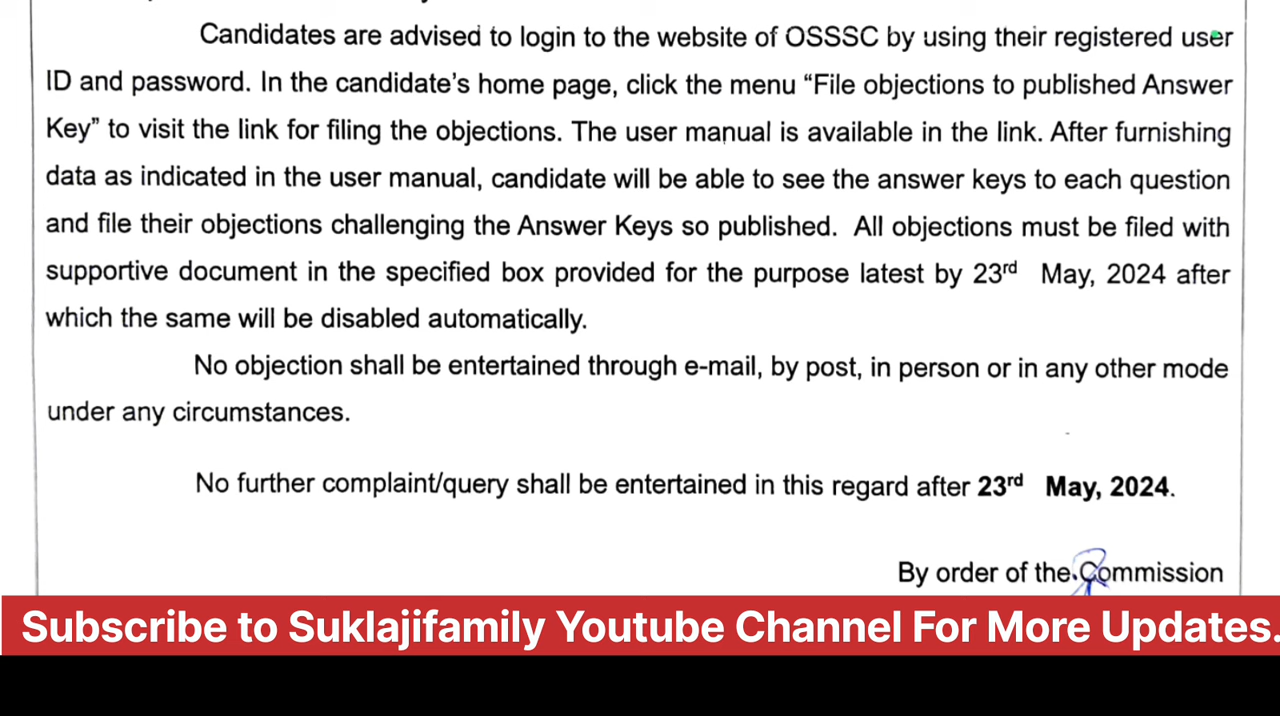 Candidates are advised to login to the website of OSSSC by using their registered user
ID and password. In the candidate's home page, click the menu “File objections to published Answer
Key” to visit the link for filing the objections. The user manual is available in the link. After furnishing
data as indicated in the user manual, candidate will be able to see the answer keys to each question
and file their objections challenging the Answer Keys so published. All objections must be filed with
supportive document in the specified box provided for the purpose latest by 23rd May, 2024 after
which the same will be disabled automatically.
No objection shall be entertained through e-mail, by post, in person or in any other mode
under any circumstances.
No further complaint/query shall be entertained in this regard after 23rd May, 2024.
By order of the Commission
Subscribe to Suklajifamily Youtube Channel For More Updates.